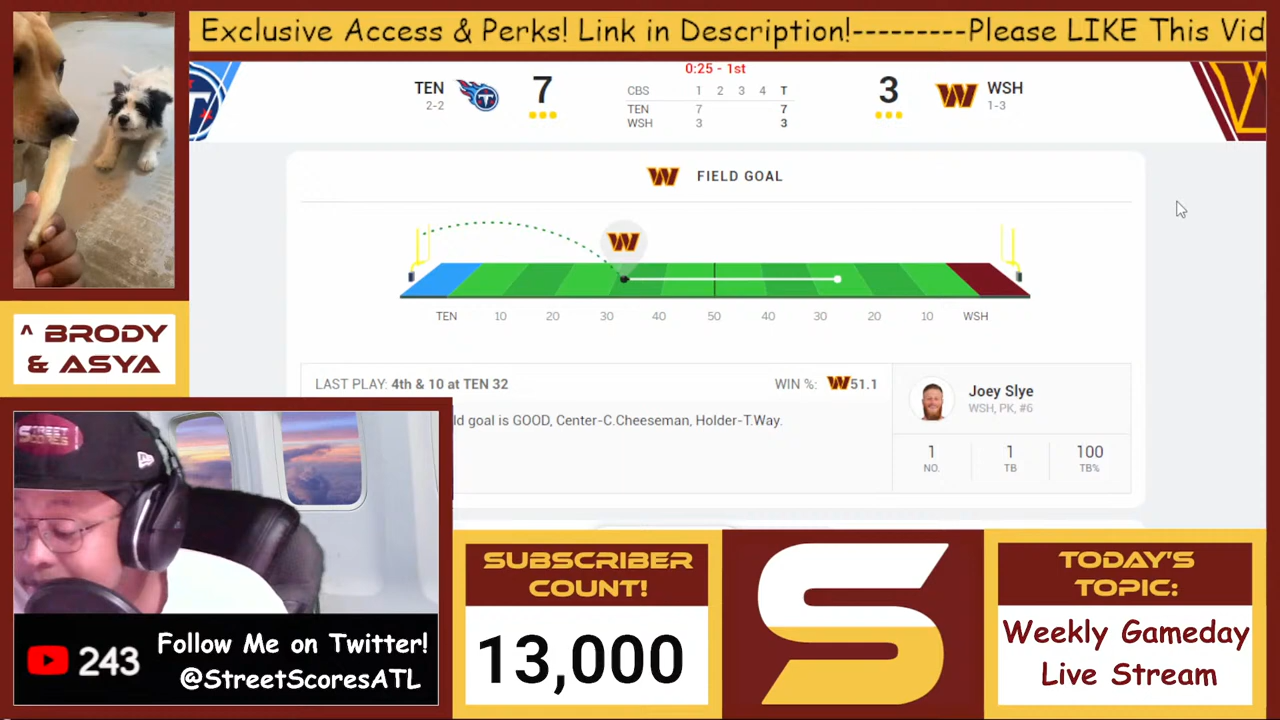 Exclusive Access & Perks! Link in Description!---------Please LIKE This Vid
TEN
2-2
7
0:25 - 1st
CBS 1 2 3 4 T
TEN 7 7
WSH 3 3
3
WSH
1-3
FIELD GOAL
TEN 10 20 30 40 50 40 30 20 10 WSH
LAST PLAY: 4th & 10 at TEN 32
WIN %: 51.1
ld goal is GOOD, Center-C.Cheeseman, Holder-T.Way.
Joey Slye
WSH, PK, #6
1 1 100
NO. TB TB%
^ BRODY
& ASYA
STREET
SCORES
243
Follow Me on Twitter!
@StreetScoresATL
SUBSCRIBER
COUNT!
13,000
S
TODAY'S
TOPIC:
Weekly Gameday
Live Stream